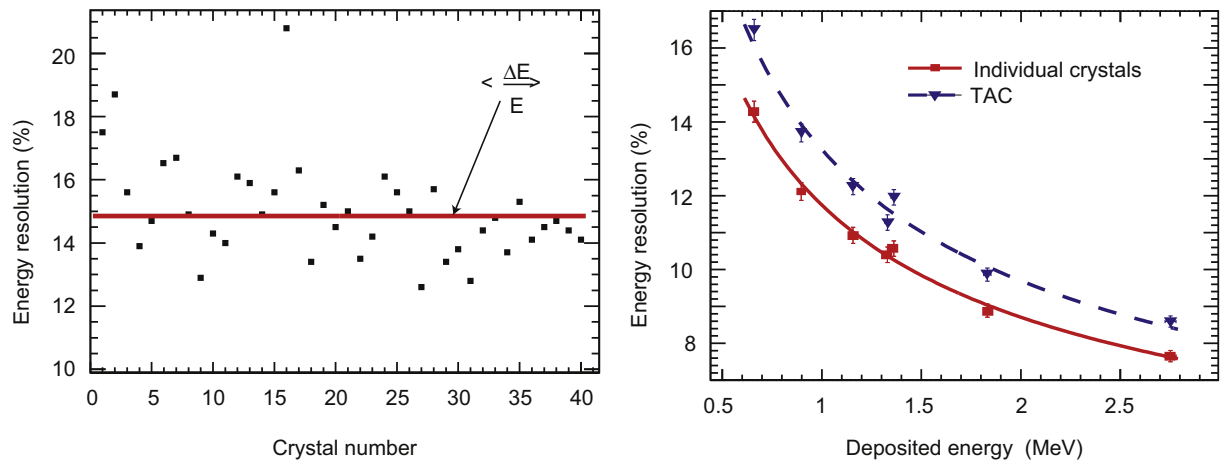 Energy resolution (%)
20
18
16
14
12
10
< ΔE >
E
0 5 10 15 20 25 30 35 40
Crystal number
Energy resolution (%)
16
14
12
10
8
Individual crystals
TAC
0.5 1 1.5 2 2.5
Deposited energy (MeV)